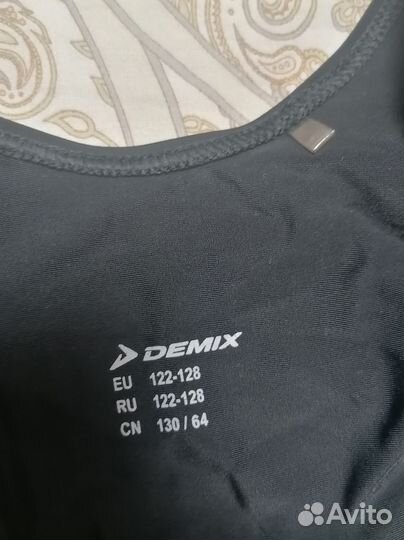 DEMIX
EU 122-128
RU 122-128
CN 130 / 64
Avito